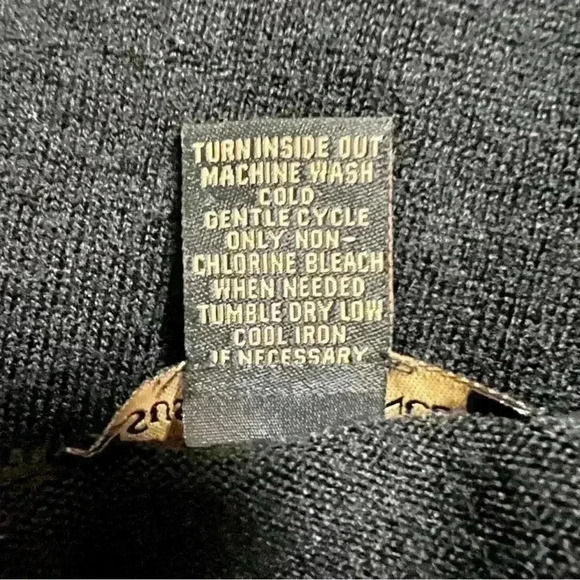 TURN INSIDE OUT
MACHINE WASH
COLD
GENTLE CYCLE
ONLY NON-
CHLORINE BLEACH
WHEN NEEDED
TUMBLE DRY LOW
COOL IRON
IF NECESSARY